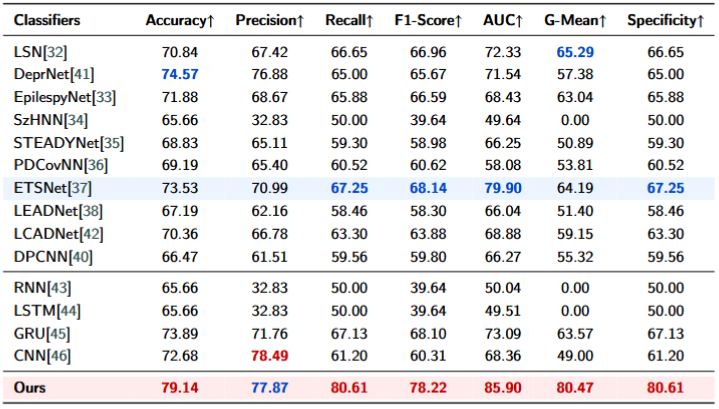 Classifiers Accuracy↑ Precision↑ Recall↑ F1-Score↑ AUC↑ G-Mean↑ Specificity↑
LSN[32] 70.84 67.42 66.65 66.96 72.33 65.29 66.65
DeprNet[41] 74.57 76.88 65.00 65.67 71.54 57.38 65.00
EpilespyNet[33] 71.88 68.67 65.88 66.59 68.43 63.04 65.88
SzHNN[34] 65.66 32.83 50.00 39.64 49.64 0.00 50.00
STEADYNet[35] 68.83 65.11 59.30 58.98 66.25 50.89 59.30
PDCovNN[36] 69.19 65.40 60.52 60.62 58.08 53.81 60.52
ETSNet[37] 73.53 70.99 67.25 68.14 79.90 64.19 67.25
LEADNet[38] 67.19 62.16 58.46 58.30 66.04 51.40 58.46
LCADNet[42] 70.36 66.78 63.30 63.88 68.88 59.15 63.30
DPCNN[40] 66.47 61.51 59.56 59.80 66.27 55.32 59.56
RNN[43] 65.66 32.83 50.00 39.64 50.04 0.00 50.00
LSTM[44] 65.66 32.83 50.00 39.64 49.51 0.00 50.00
GRU[45] 73.89 71.76 67.13 68.10 73.09 63.57 67.13
CNN[46] 72.68 78.49 61.20 60.31 68.36 49.00 61.20
Ours 79.14 77.87 80.61 78.22 85.90 80.47 80.61